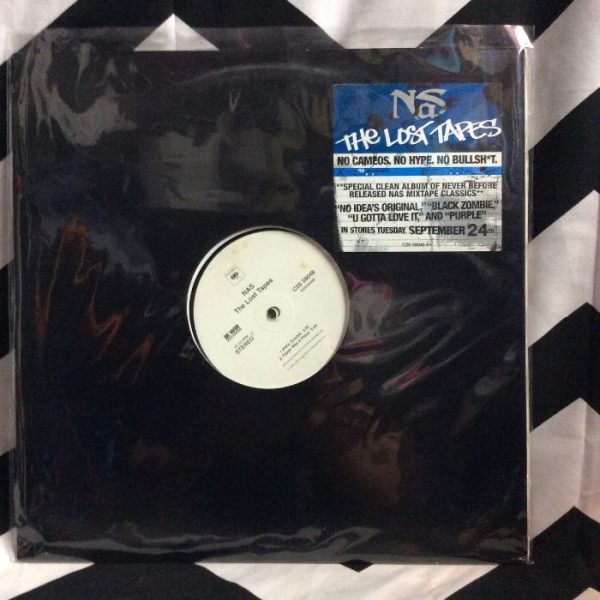 NaS
THE LOST TAPES
NO CAMEOS. NO HYPE. NO BULLSH*T.
**SPECIAL CLEAN ALBUM OF NEVER BEFORE
RELEASED NAS MIXTAPE CLASSICS**
"NO IDEA'S ORIGINAL," "BLACK ZOMBIE,"
"U GOTTA LOVE IT," AND "PURPLE"
IN STORES TUESDAY, SEPTEMBER 24TH
NAS
The Lost Tapes
STEREO